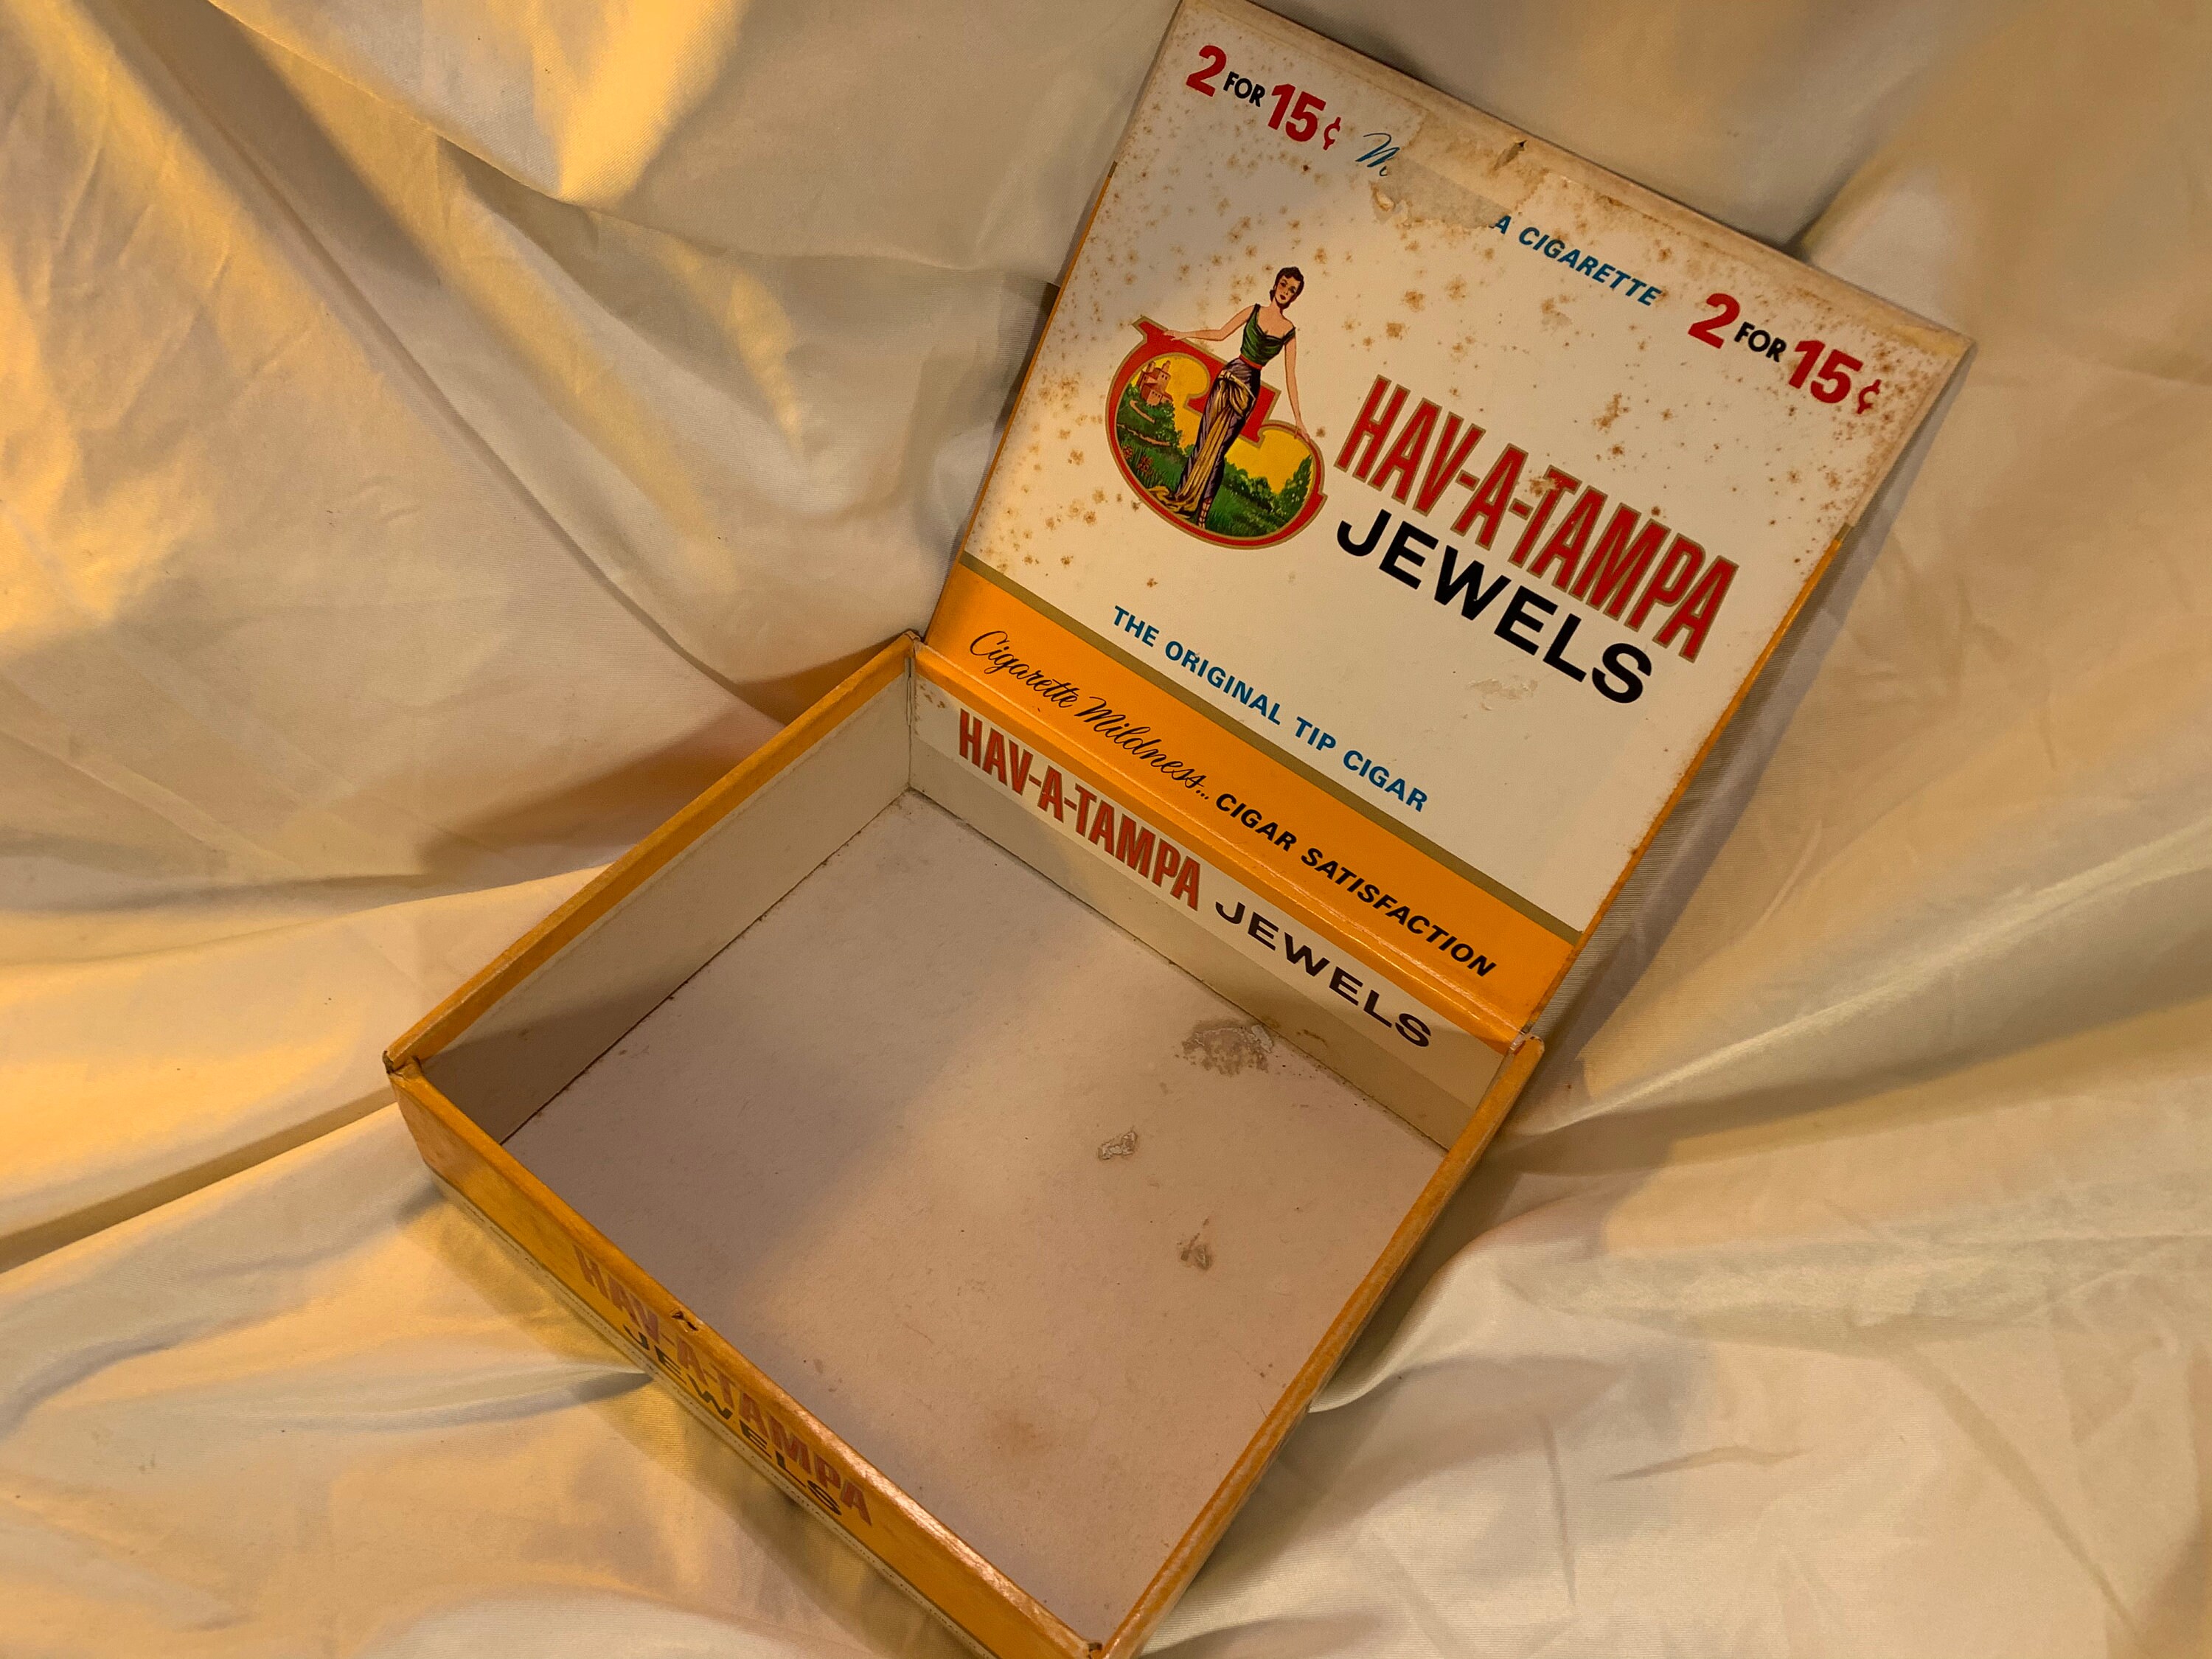 2 FOR 15¢
A CIGARETTE
2 FOR 15¢
HAV-A-TAMPA
JEWELS
THE ORIGINAL TIP CIGAR
Cigarette Mildness... CIGAR SATISFACTION
HAV-A-TAMPA JEWELS
HAV-A-TAMPA
JEWELS